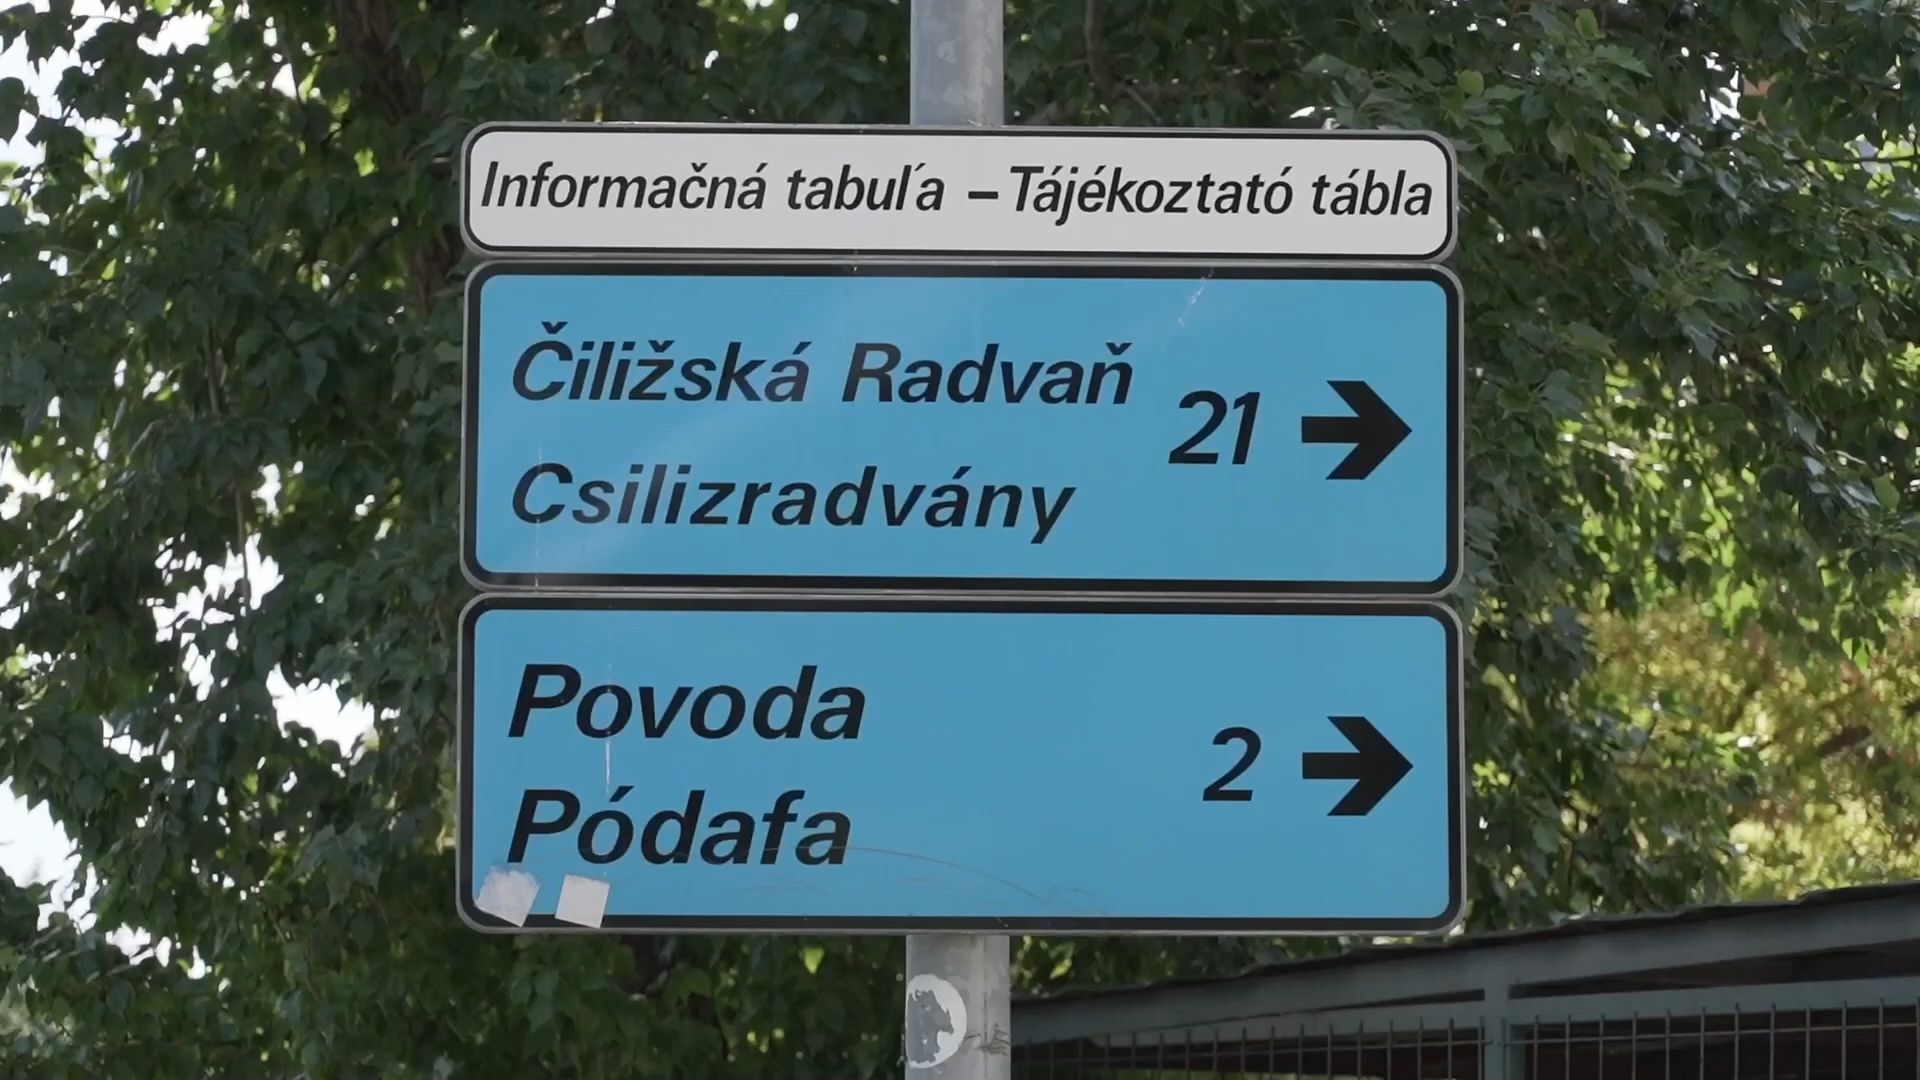 Informačná tabuľa – Tájékoztató tábla
Čiližská Radvaň 21
Csilizradvány
Povoda 2
Pódafa